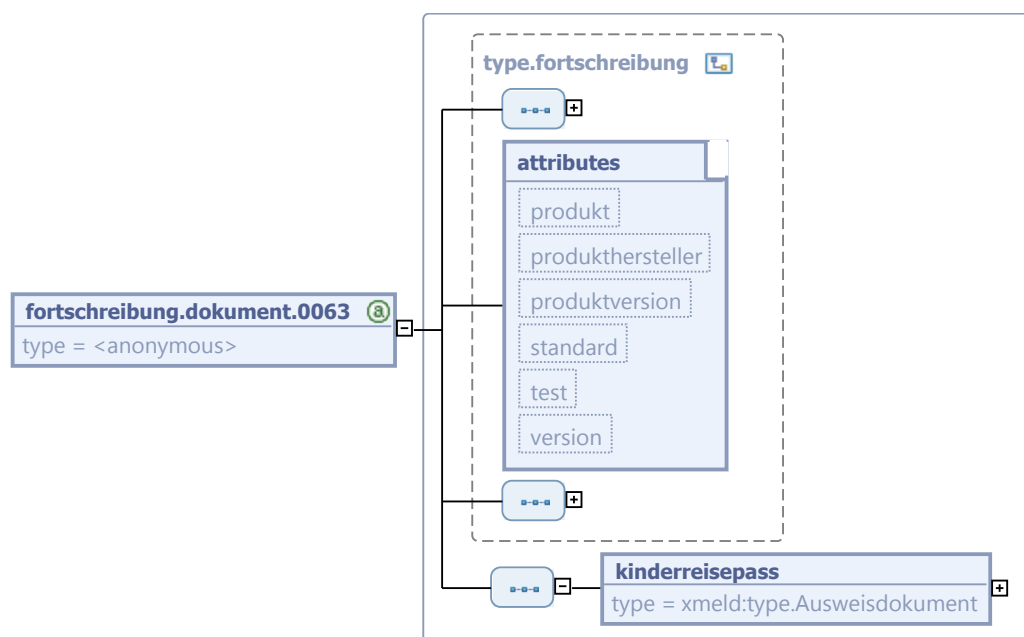 type.fortschreibung
attributes
produkt
produkthersteller
produktversion
standard
test
version
fortschreibung.dokument.0063
type = <anonymous>
kinderreisepass
type = xmeld:type.Ausweisdokument